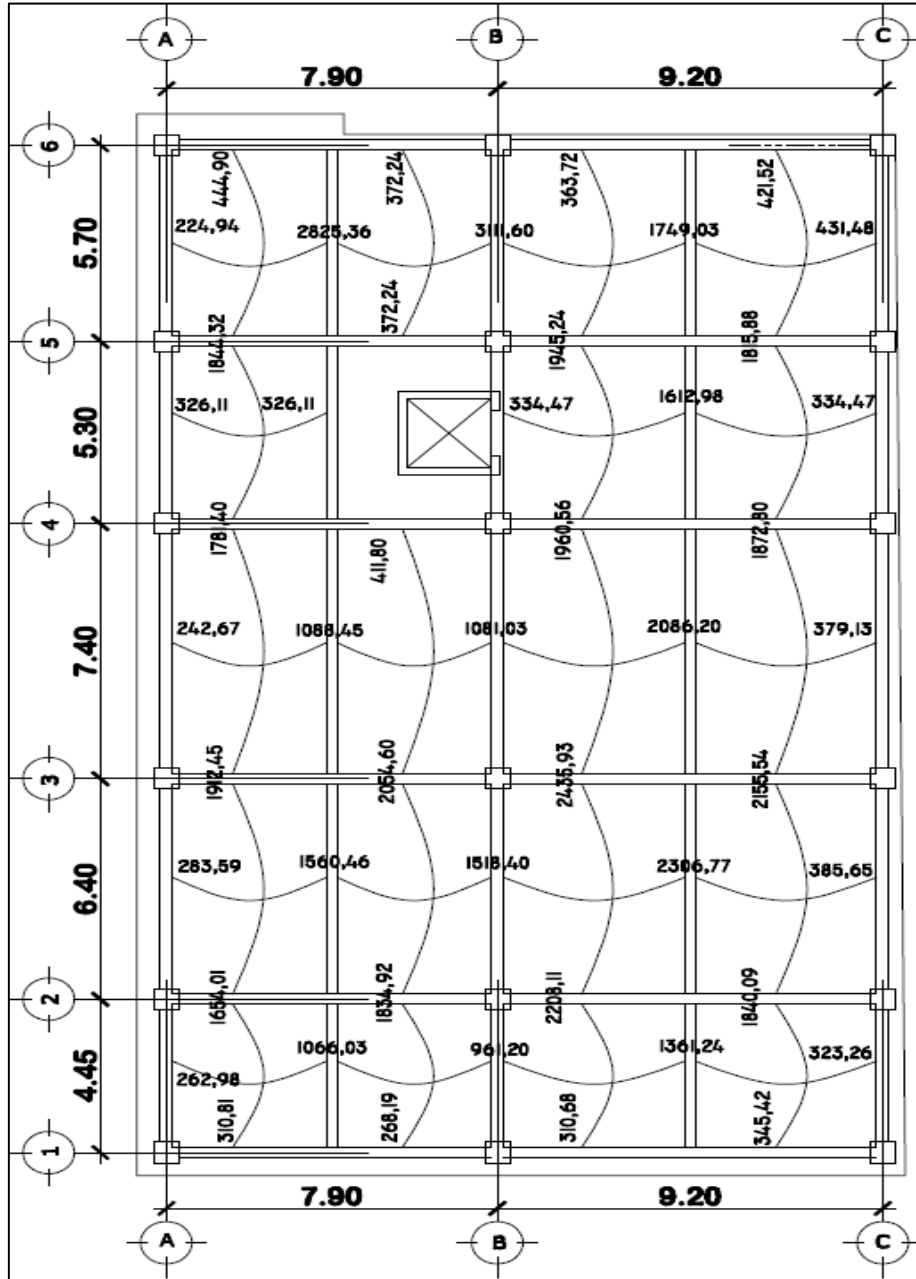 A B C
7.90 9.20
6
444,90 372,24 363,72 421,52
224,94 2825,36 3111,60 1749,03 431,48
5.70
372,24
5
1844,32 1945,24 1815,88
326,11 326,11 334,47 1612,98 334,47
5.30
4
1781,40 411,80 1960,56 1872,80
242,67 1088,45 1081,03 2086,20 379,13
7.40
3
1912,45 2054,60 2435,93 2155,54
283,59 1560,46 1518,40 2306,77 385,65
6.40
2
1654,01 1834,92 2208,11 1840,09
1066,03 961,20 1361,24 323,26
4.45
262,98
310,81 268,19 310,68 345,42
1
7.90 9.20
A B C